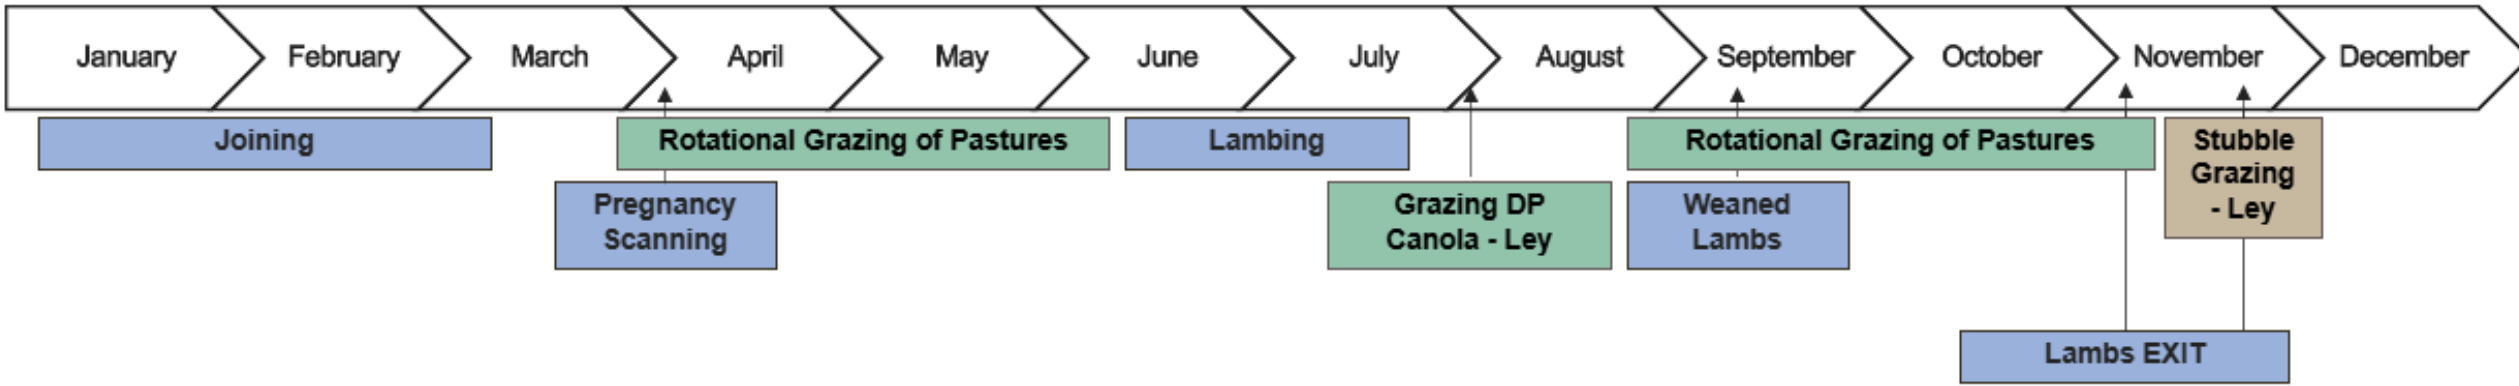 January
February
March
April
May
June
July
August
September
October
November
December
Joining
Rotational Grazing of Pastures
Lambing
Rotational Grazing of Pastures
Stubble
Grazing
- Ley
Pregnancy
Scanning
Grazing DP
Canola - Ley
Weaned
Lambs
Lambs EXIT